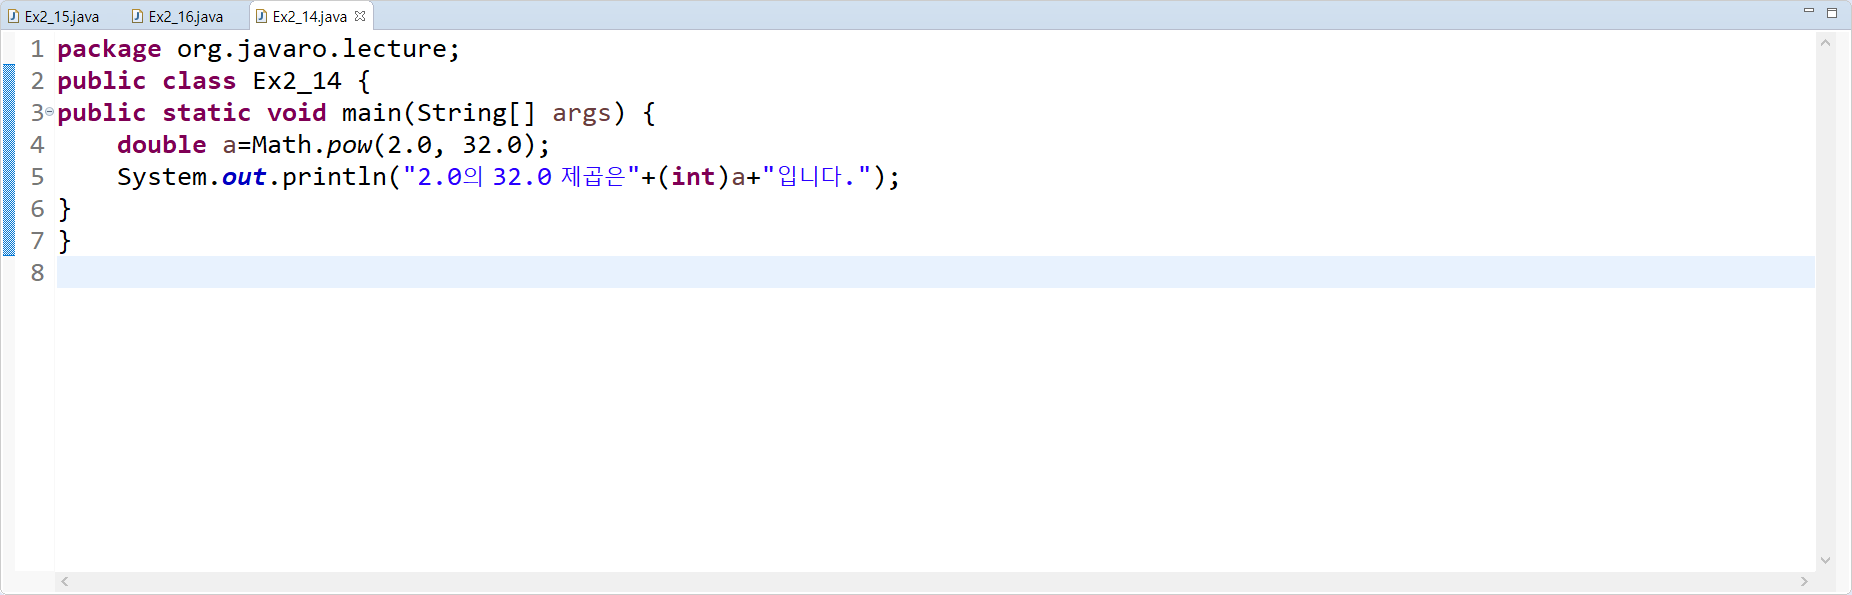 Ex2_15.java Ex2_16.java Ex2_14.java
1 package org.javaro.lecture;
2 public class Ex2_14 {
3 public static void main(String[] args) {
4     double a=Math.pow(2.0, 32.0);
5     System.out.println("2.0의 32.0 제곱은"+(int)a+"입니다.");
6 }
7 }
8